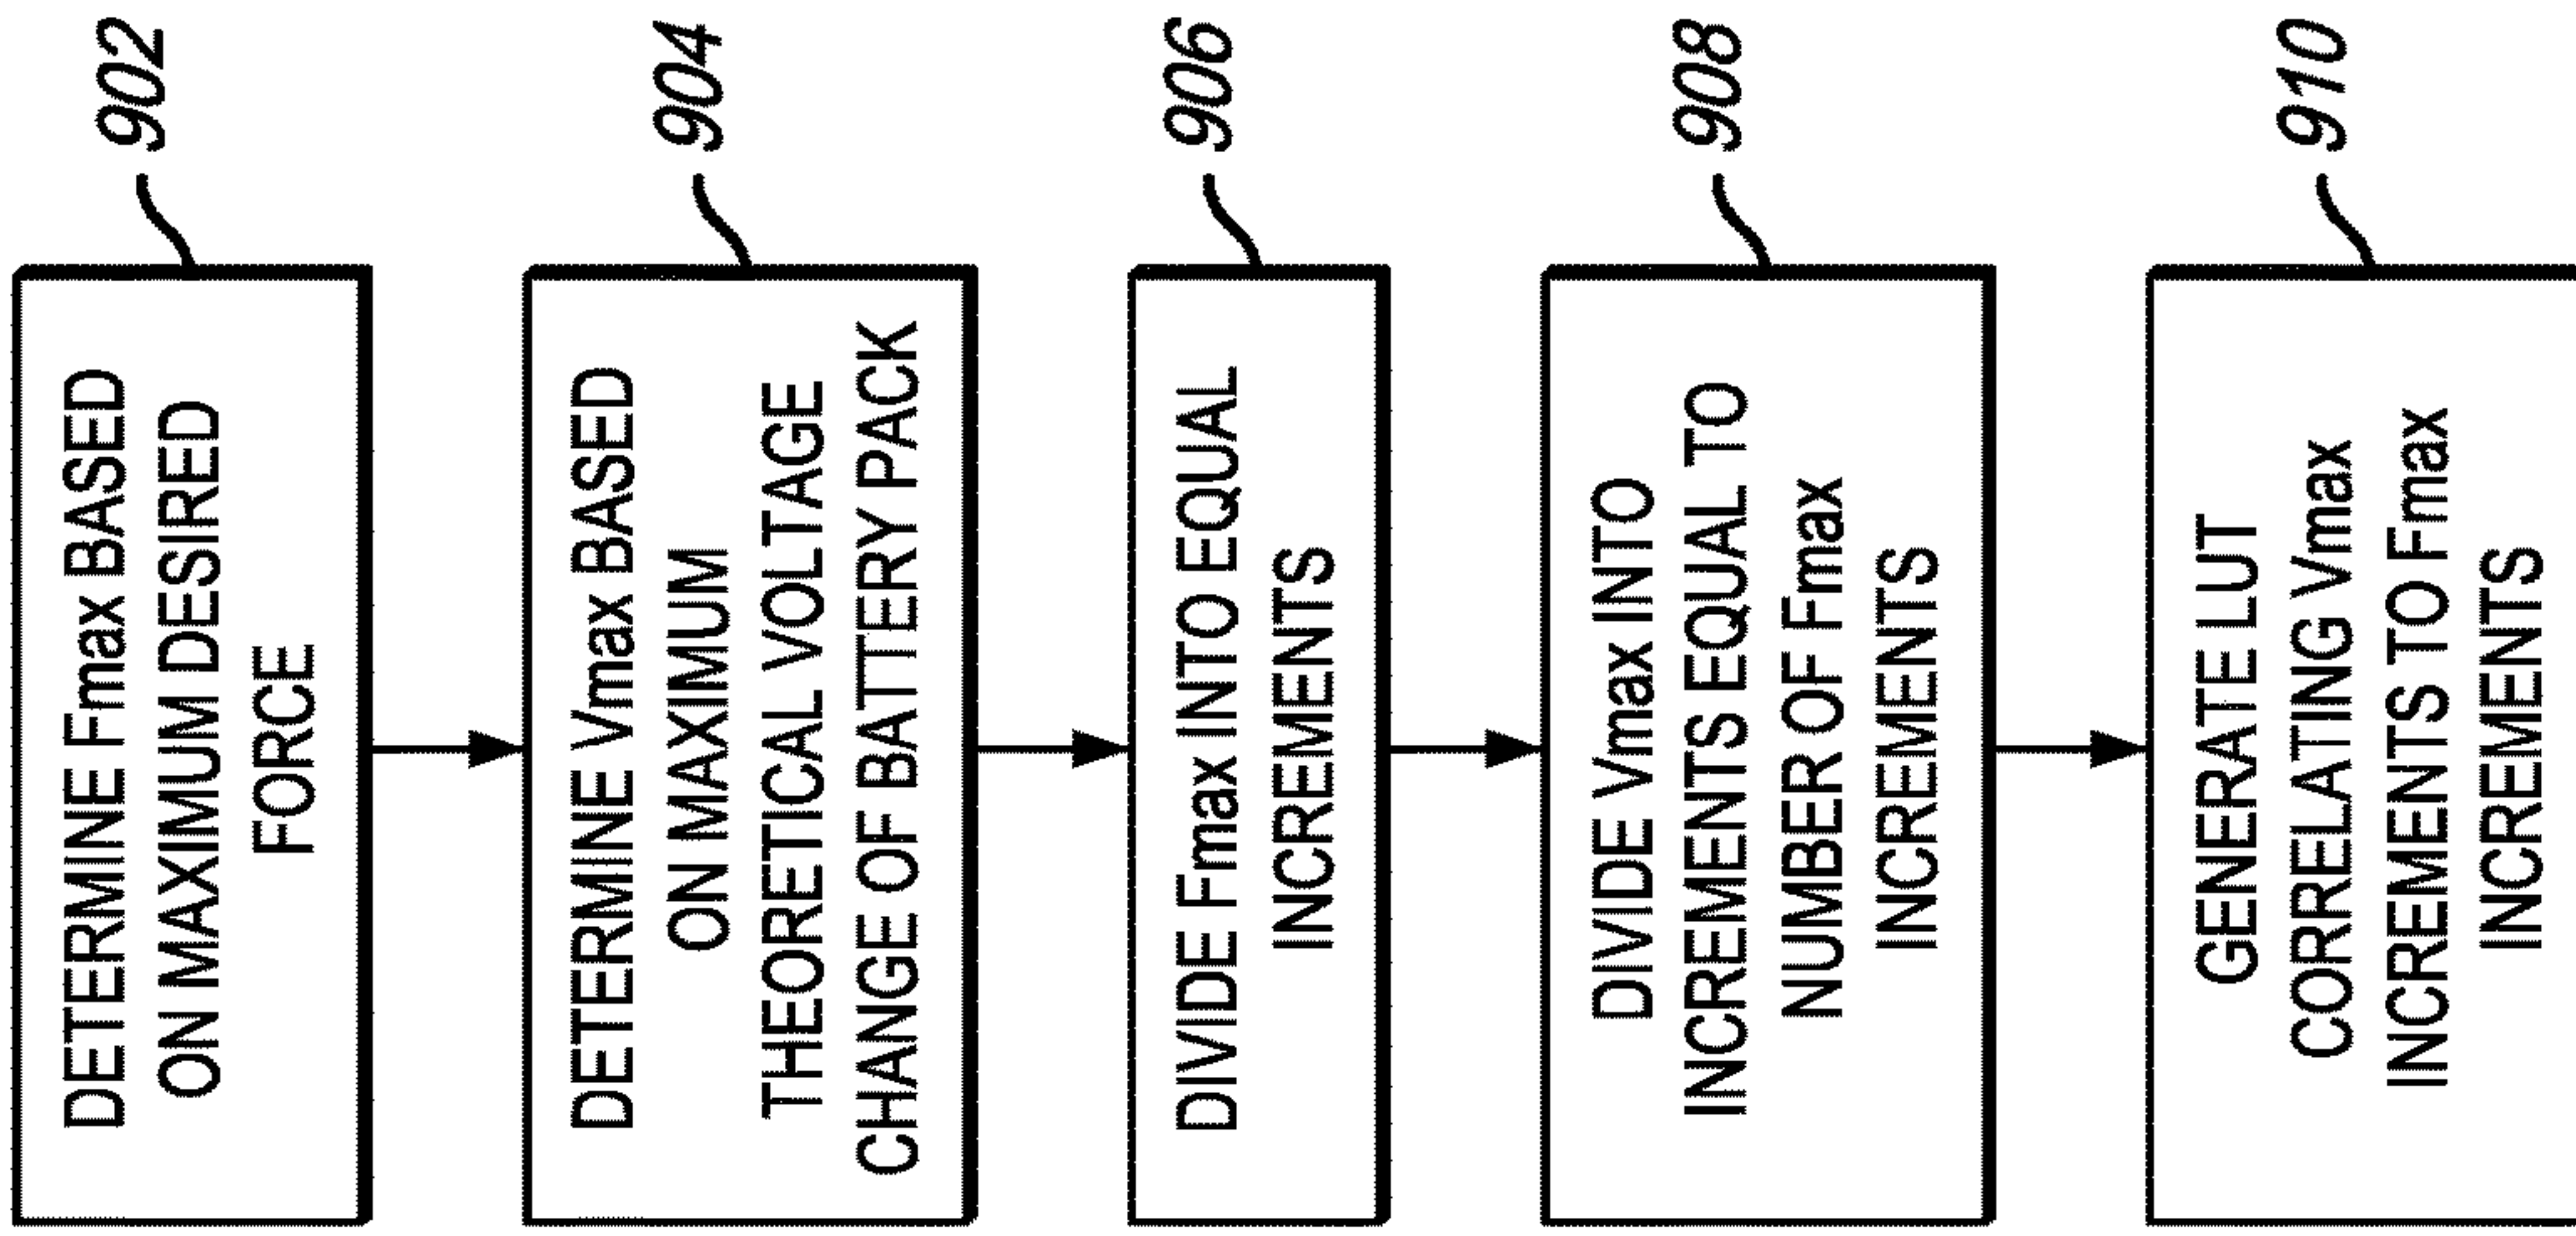 902
DETERMINE Fmax BASED
ON MAXIMUM DESIRED
FORCE
904
DETERMINE Vmax BASED
ON MAXIMUM
THEORETICAL VOLTAGE
CHANGE OF BATTERY PACK
906
DIVIDE Fmax INTO EQUAL
INCREMENTS
908
DIVIDE Vmax INTO
INCREMENTS EQUAL TO
NUMBER OF Fmax
INCREMENTS
910
GENERATE LUT
CORRELATING Vmax
INCREMENTS TO Fmax
INCREMENTS